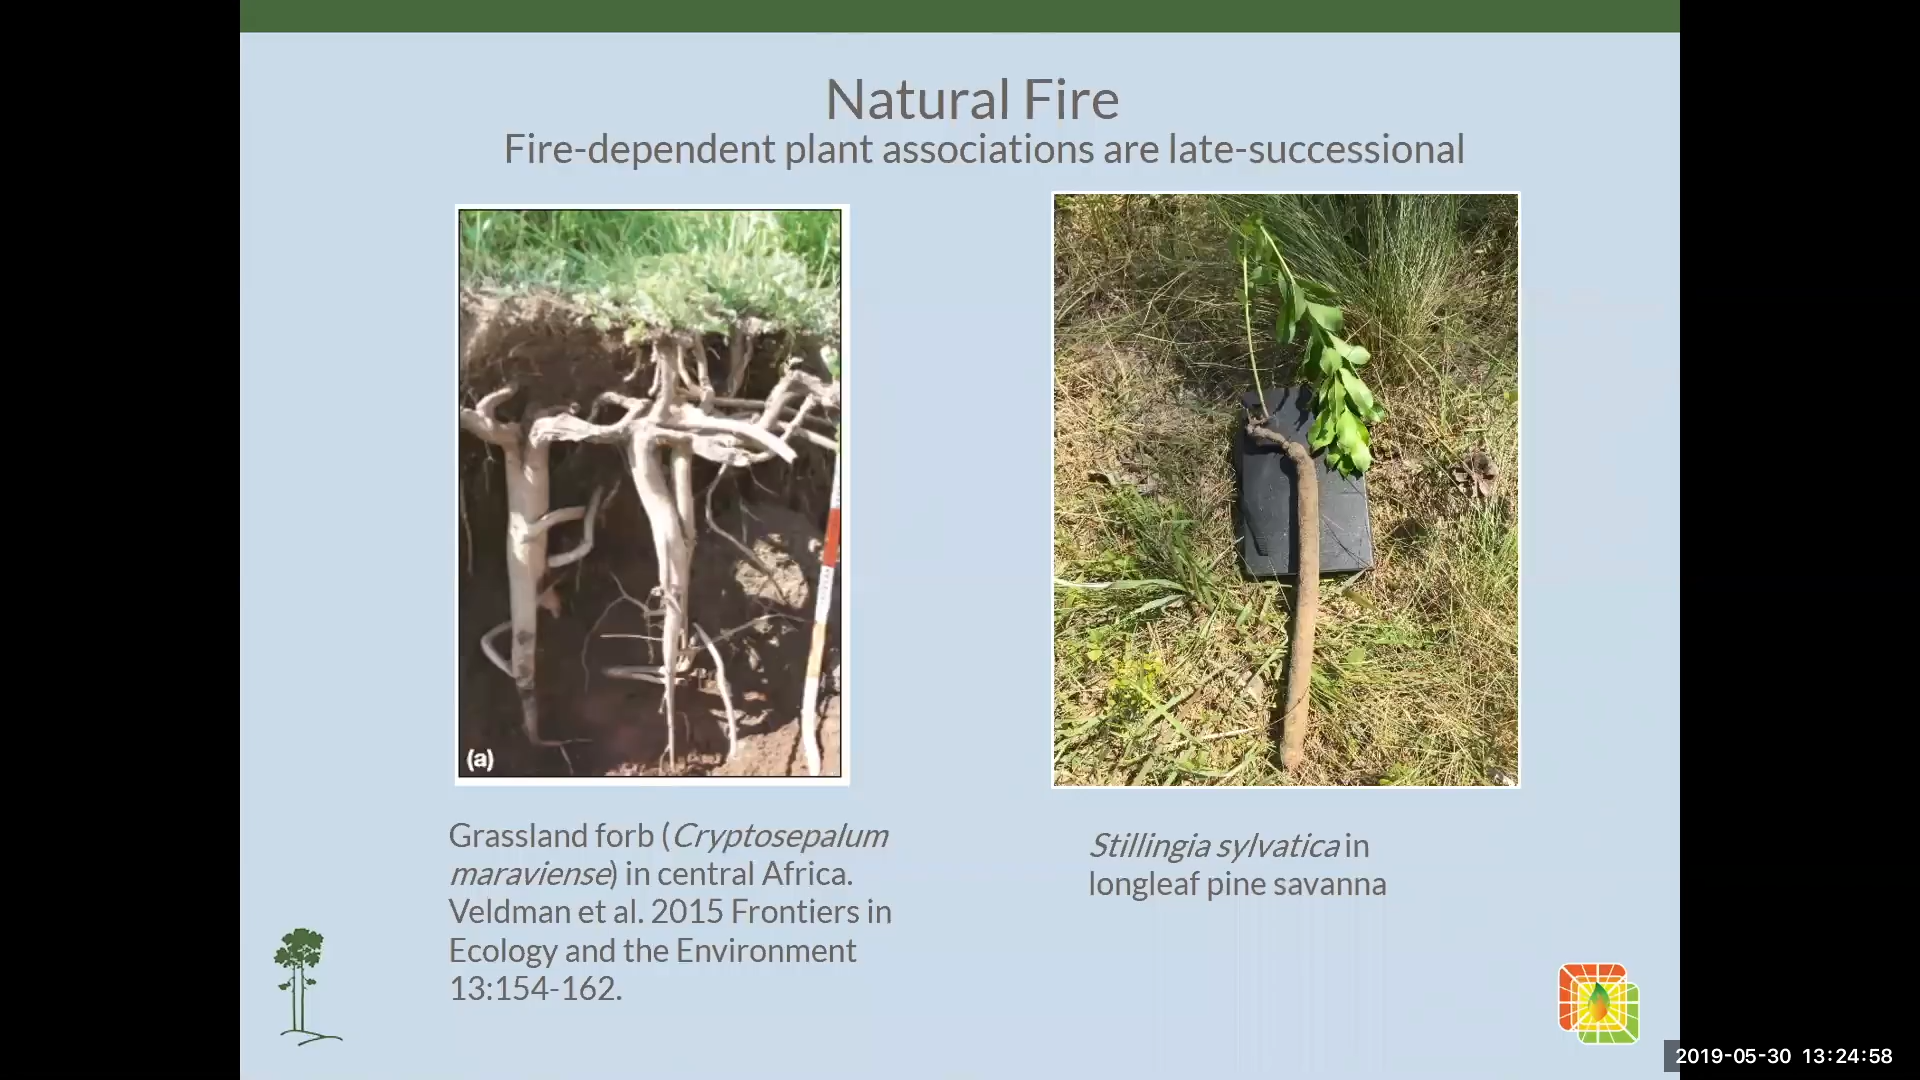 Natural Fire
Fire-dependent plant associations are late-successional
(a)
Grassland forb (Cryptosepalum
maraviense) in central Africa.
Veldman et al. 2015 Frontiers in
Ecology and the Environment
13:154-162.
Stillingia sylvatica in
longleaf pine savanna
2019-05-30 13:24:58